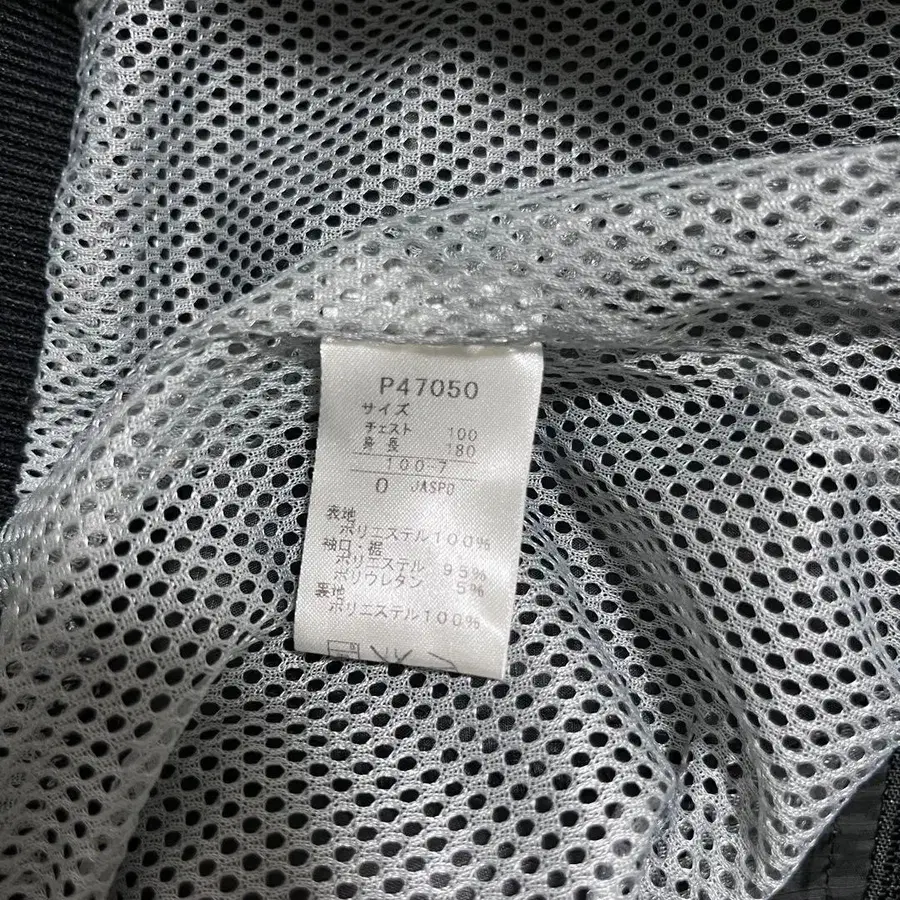 P47050
サイズ
チェスト 100
身長 180
100-7
O JASPO
表地
ポリエステル100%
袖口・裾
ポリエステル 95%
ポリウレタン 5%
裏地
ポリエステル100%